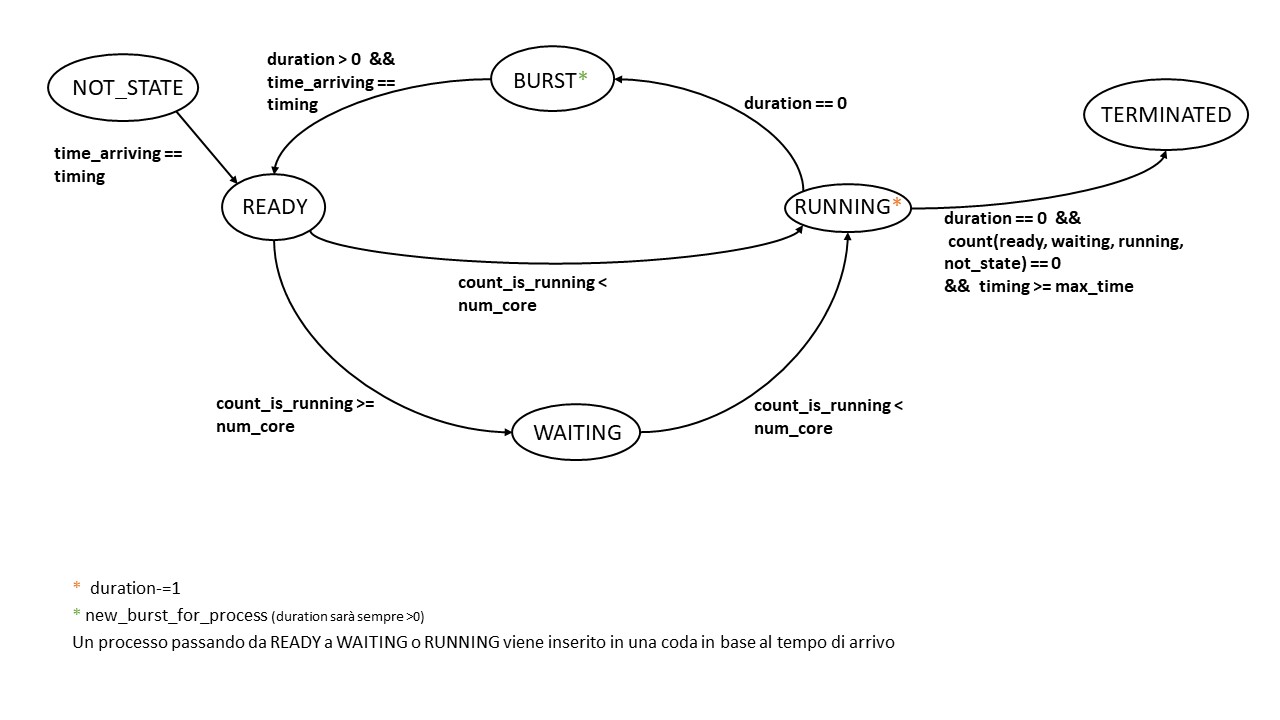 NOT_STATE
time_arriving ==
timing
duration > 0 &&
time_arriving ==
timing
BURST*
duration == 0
TERMINATED
READY
RUNNING*
duration == 0 &&
count(ready, waiting, running,
not_state) == 0
&& timing >= max_time
count_is_running <
num_core
count_is_running >=
num_core
WAITING
count_is_running <
num_core
* duration-=1
* new_burst_for_process (duration sarà sempre >0)
Un processo passando da READY a WAITING o RUNNING viene inserito in una coda in base al tempo di arrivo